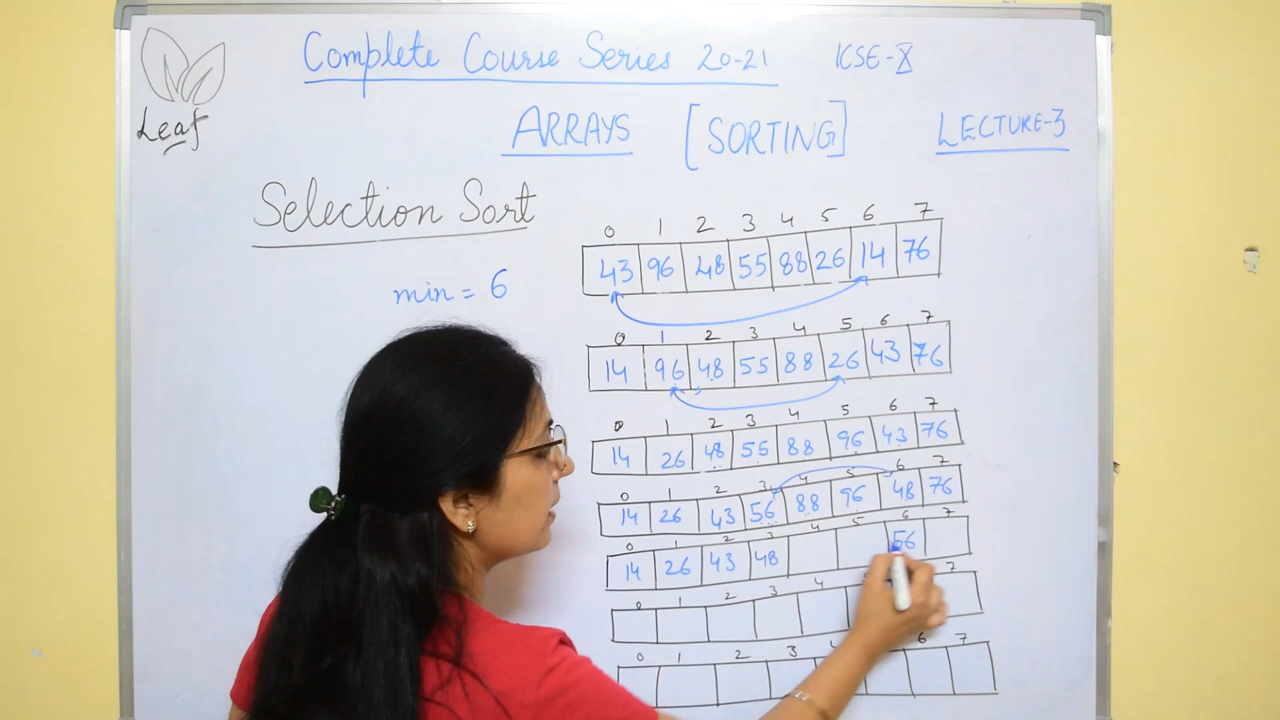 Complete Course Series 20-21 ICSE-X
Leaf
ARRAYS [SORTING] LECTURE-3
Selection Sort
min = 6
0 1 2 3 4 5 6 7
43 96 48 55 88 26 14 76
0 1 2 3 4 5 6 7
14 96 48 55 88 26 43 76
0 1 2 3 4 5 6 7
14 26 48 55 88 96 43 76
0 1 2 3 4 5 6 7
14 26 43 56 88 96 48 76
0 1 2 3 4 5 6 7
14 26 43 48 56
0 1 2 3 4 7
0 1 2 3 6 7